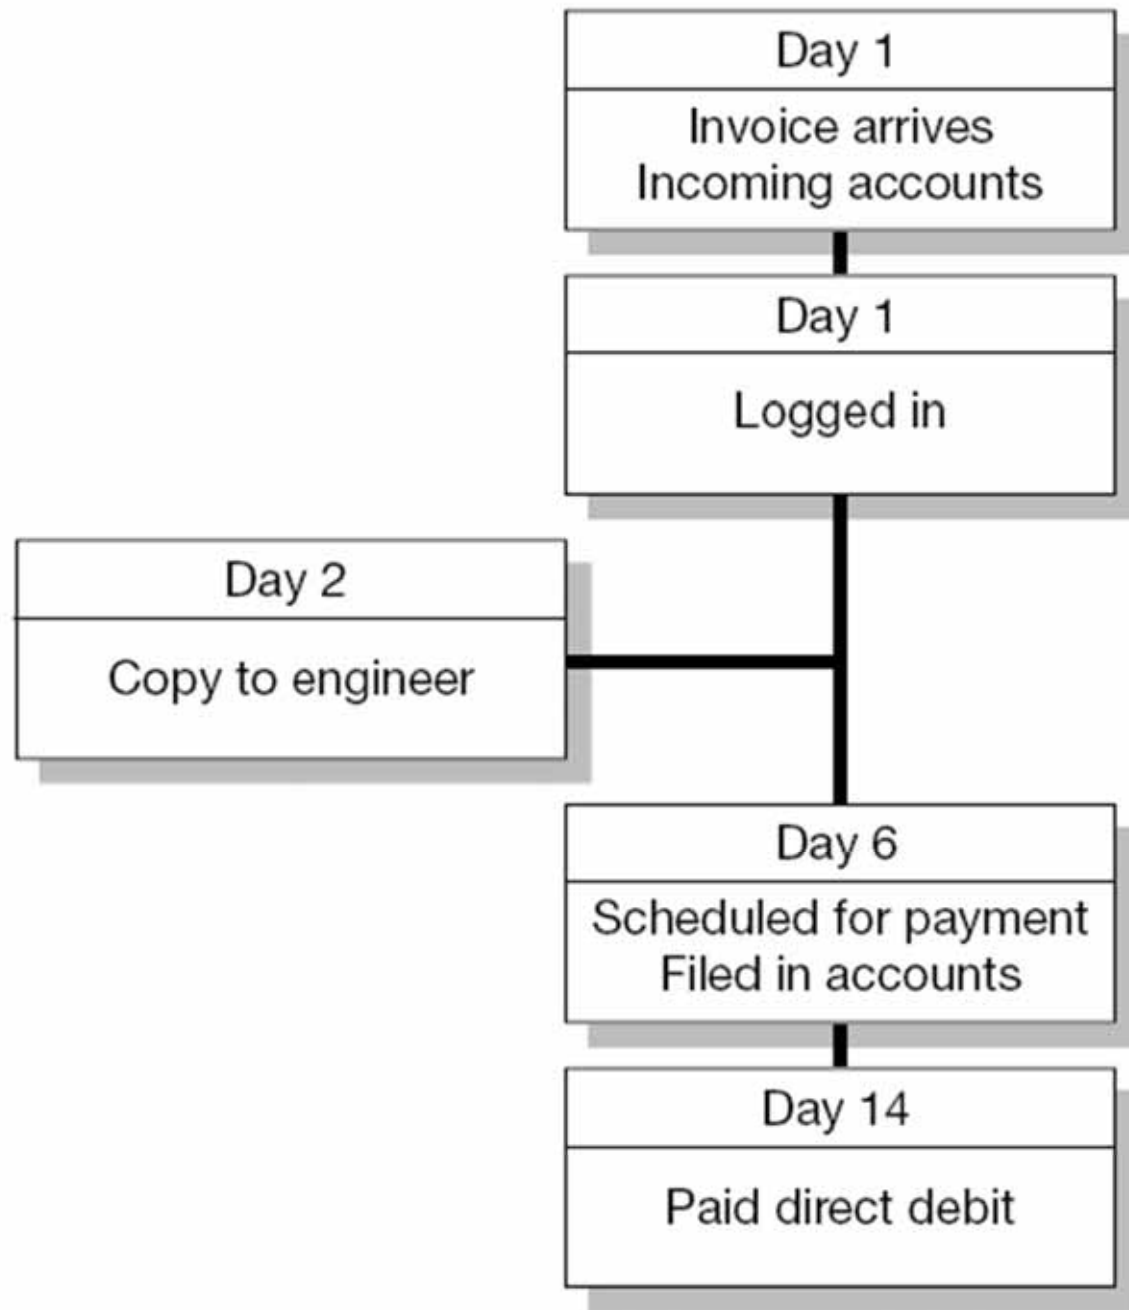 Day 1
Invoice arrives
Incoming accounts
Day 1
Logged in
Day 2
Copy to engineer
Day 6
Scheduled for payment
Filed in accounts
Day 14
Paid direct debit